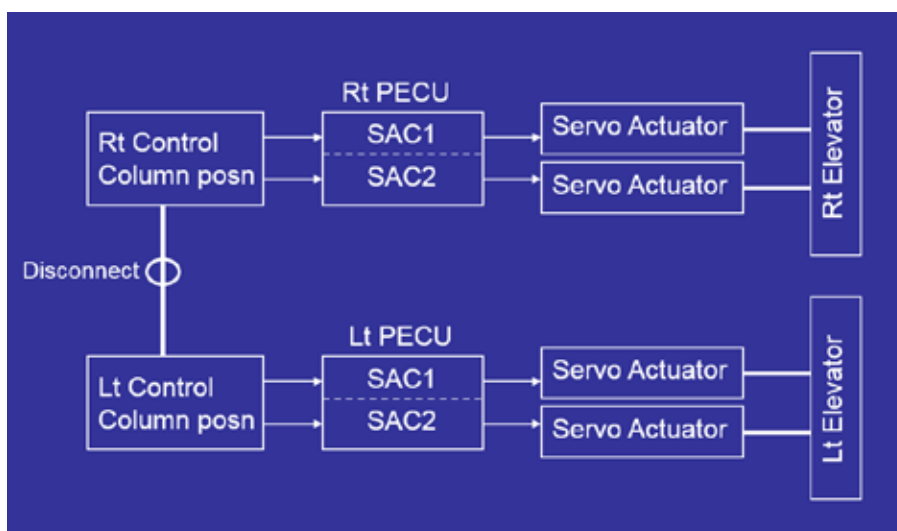 Rt PECU
Rt Control
Column posn
SAC1
SAC2
Servo Actuator
Servo Actuator
Rt Elevator
Disconnect
Lt PECU
Lt Control
Column posn
SAC1
SAC2
Servo Actuator
Servo Actuator
Lt Elevator